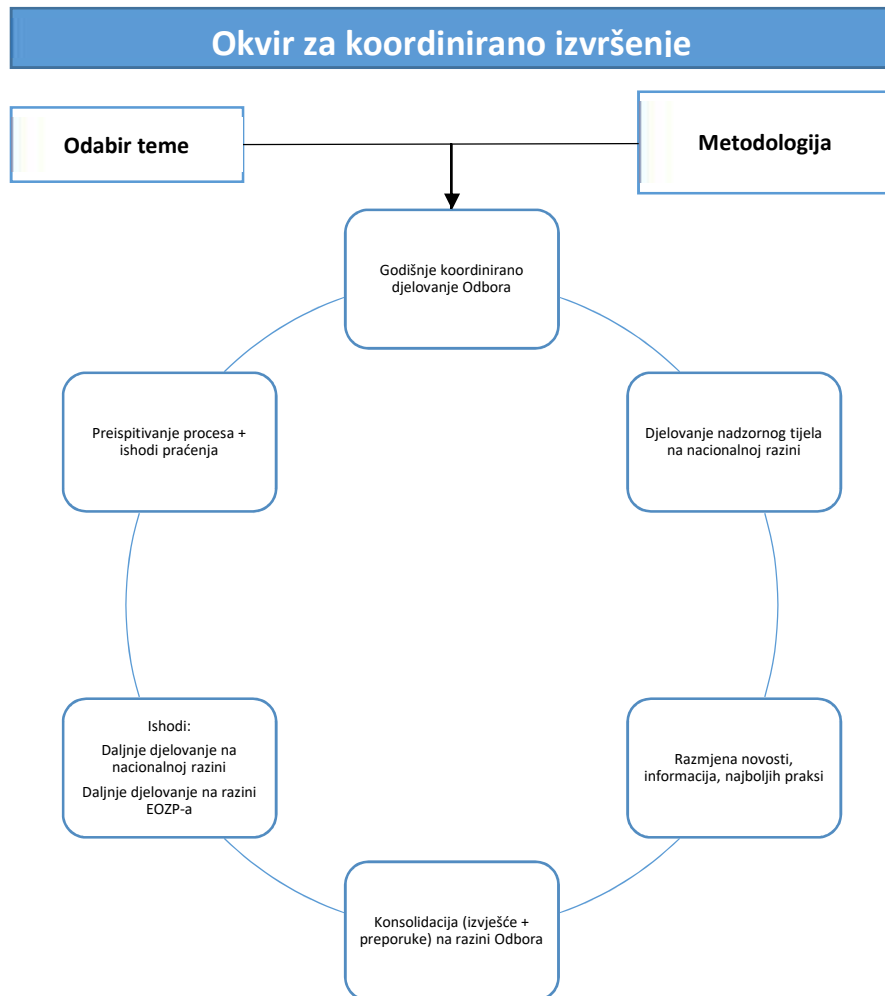 Okvir za koordinirano izvršenje
Odabir teme
Metodologija
Godišnje koordinirano
djelovanje Odbora
Djelovanje nadzornog tijela
na nacionalnoj razini
Razmjena novosti,
informacija, najboljih praksi
Konsolidacija (izvješće +
preporuke) na razini Odbora
Ishodi:
Daljnje djelovanje na
nacionalnoj razini
Daljnje djelovanje na razini
EOZP-a
Preispitivanje procesa +
ishodi praćenja